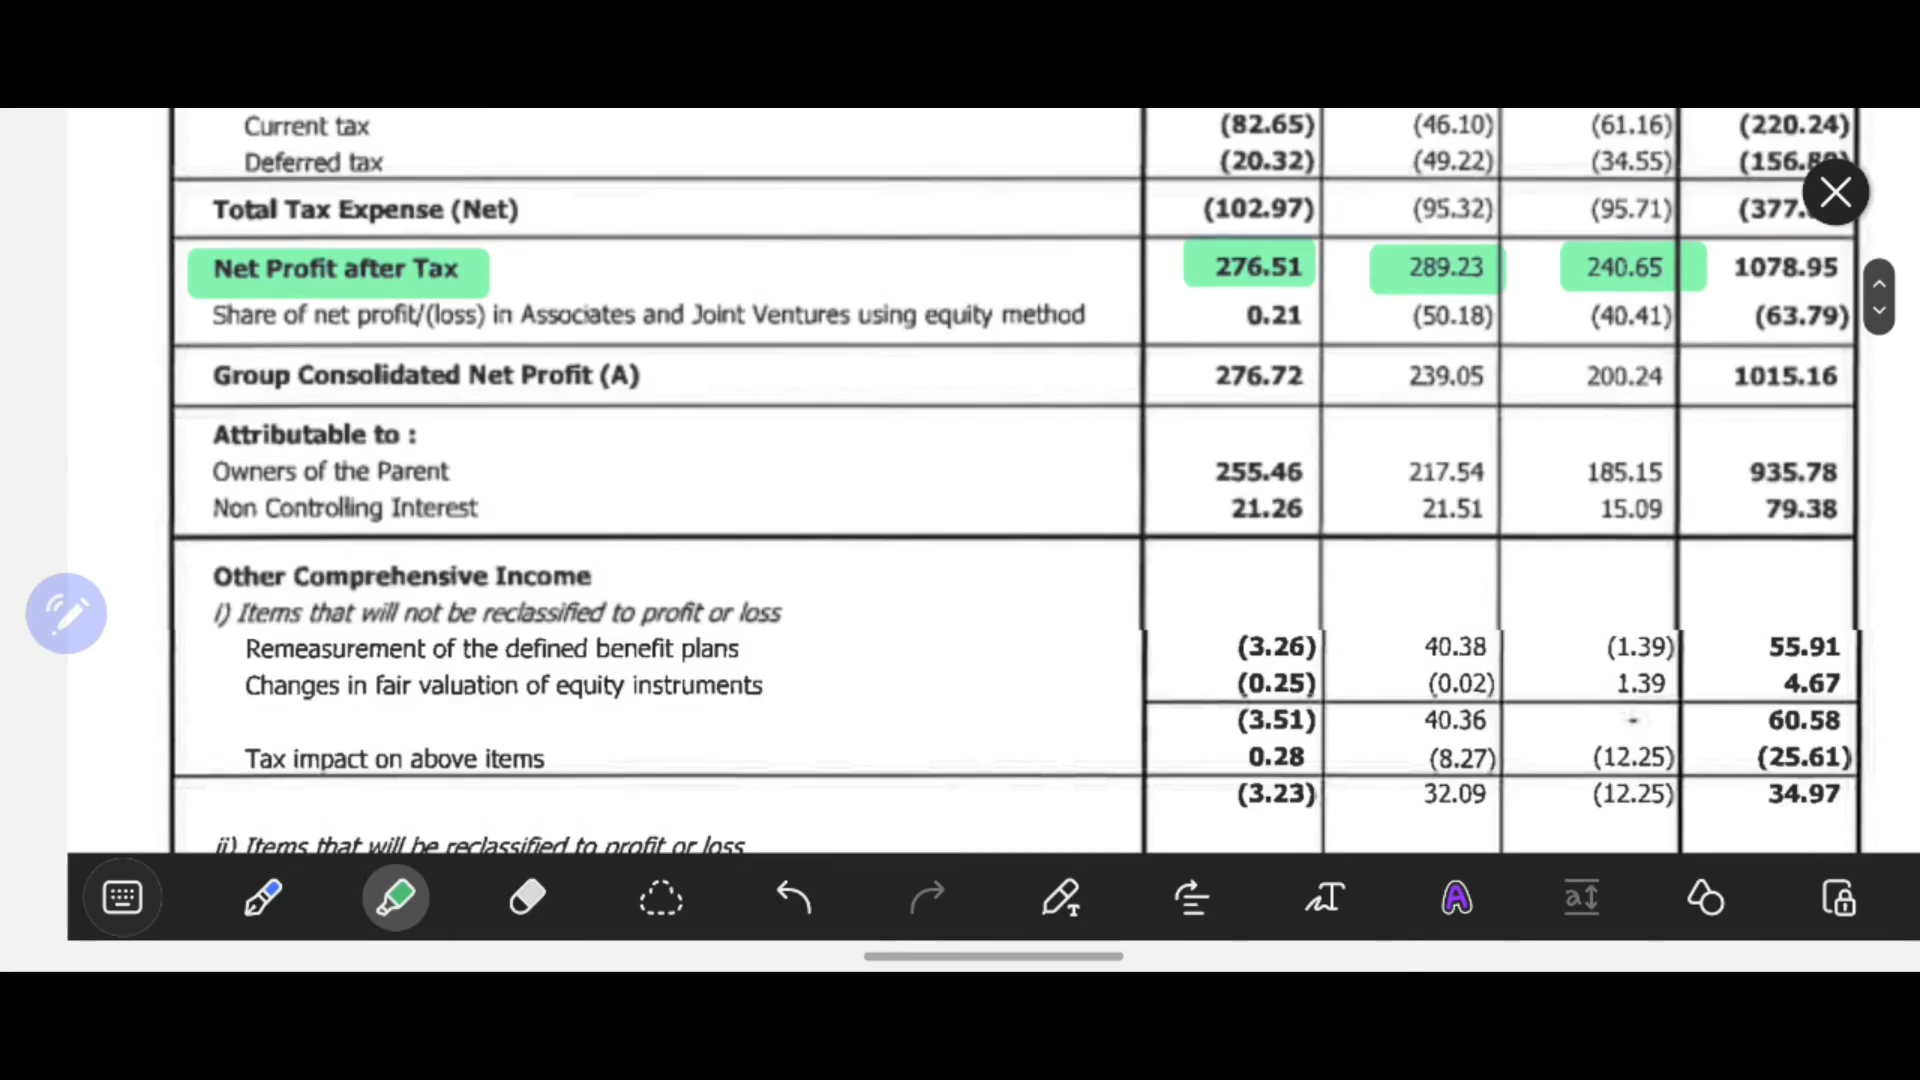 Current tax (82.65) (46.10) (61.16) (220.24)
Deferred tax (20.32) (49.22) (34.55)
Total Tax Expense (Net) (102.97) (95.32) (95.71)
Net Profit after Tax 276.51 289.23 240.65 1078.95
Share of net profit/(loss) in Associates and Joint Ventures using equity method 0.21 (50.18) (40.41) (63.79)
Group Consolidated Net Profit (A) 276.72 239.05 200.24 1015.16
Attributable to :
Owners of the Parent 255.46 217.54 185.15 935.78
Non Controlling Interest 21.26 21.51 15.09 79.38
Other Comprehensive Income
i) Items that will not be reclassified to profit or loss
Remeasurement of the defined benefit plans (3.26) 40.38 (1.39) 55.91
Changes in fair valuation of equity instruments (0.25) (0.02) 1.39 4.67
(3.51) 40.36 - 60.58
Tax impact on above items 0.28 (8.27) (12.25) (25.61)
(3.23) 32.09 (12.25) 34.97
ii) Items that will be reclassified to profit or loss